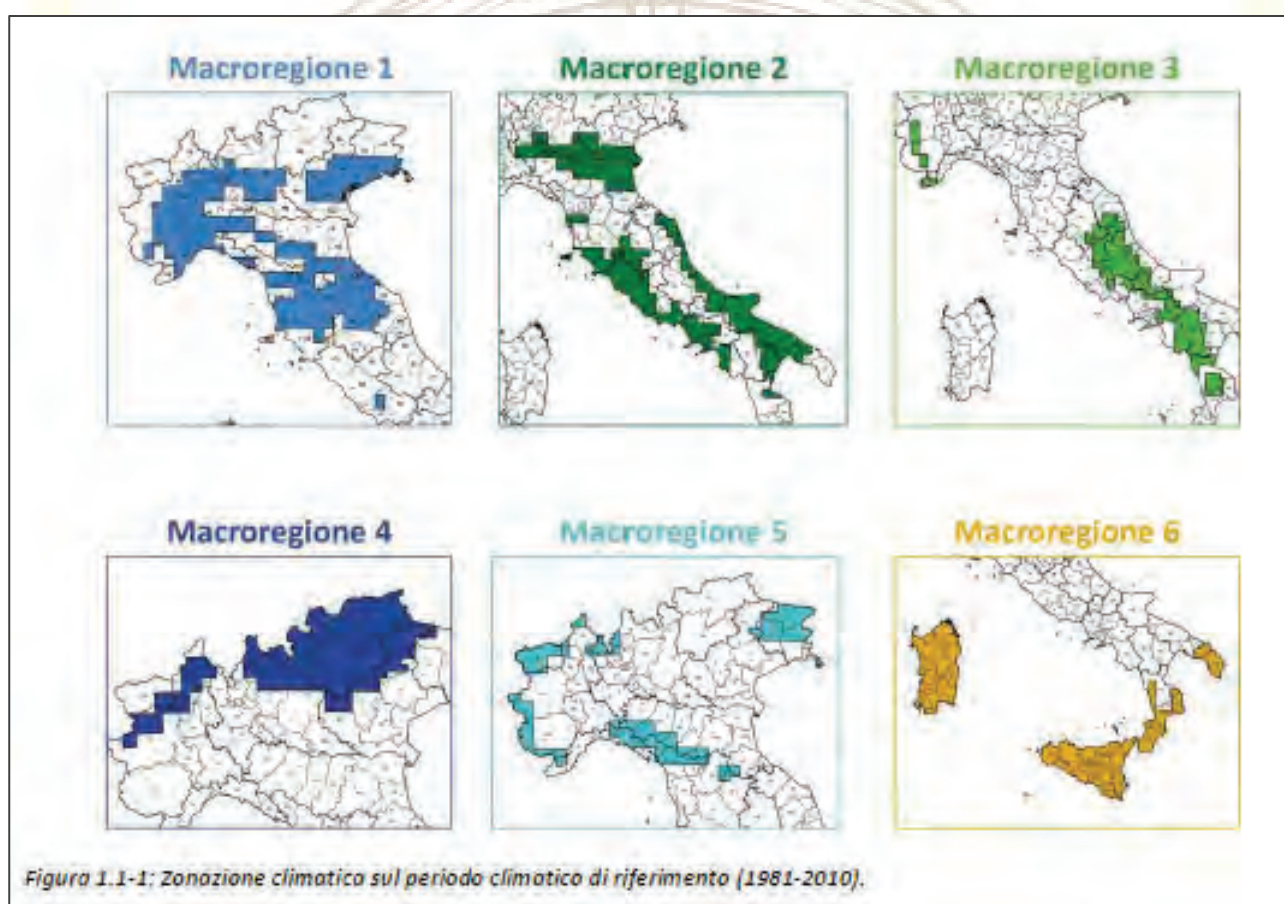 Macroregione 1
Macroregione 2
Macroregione 3
Macroregione 4
Macroregione 5
Macroregione 6
Figura 1.1-1: Zonazione climatica sul periodo climatico di riferimento (1981-2010).